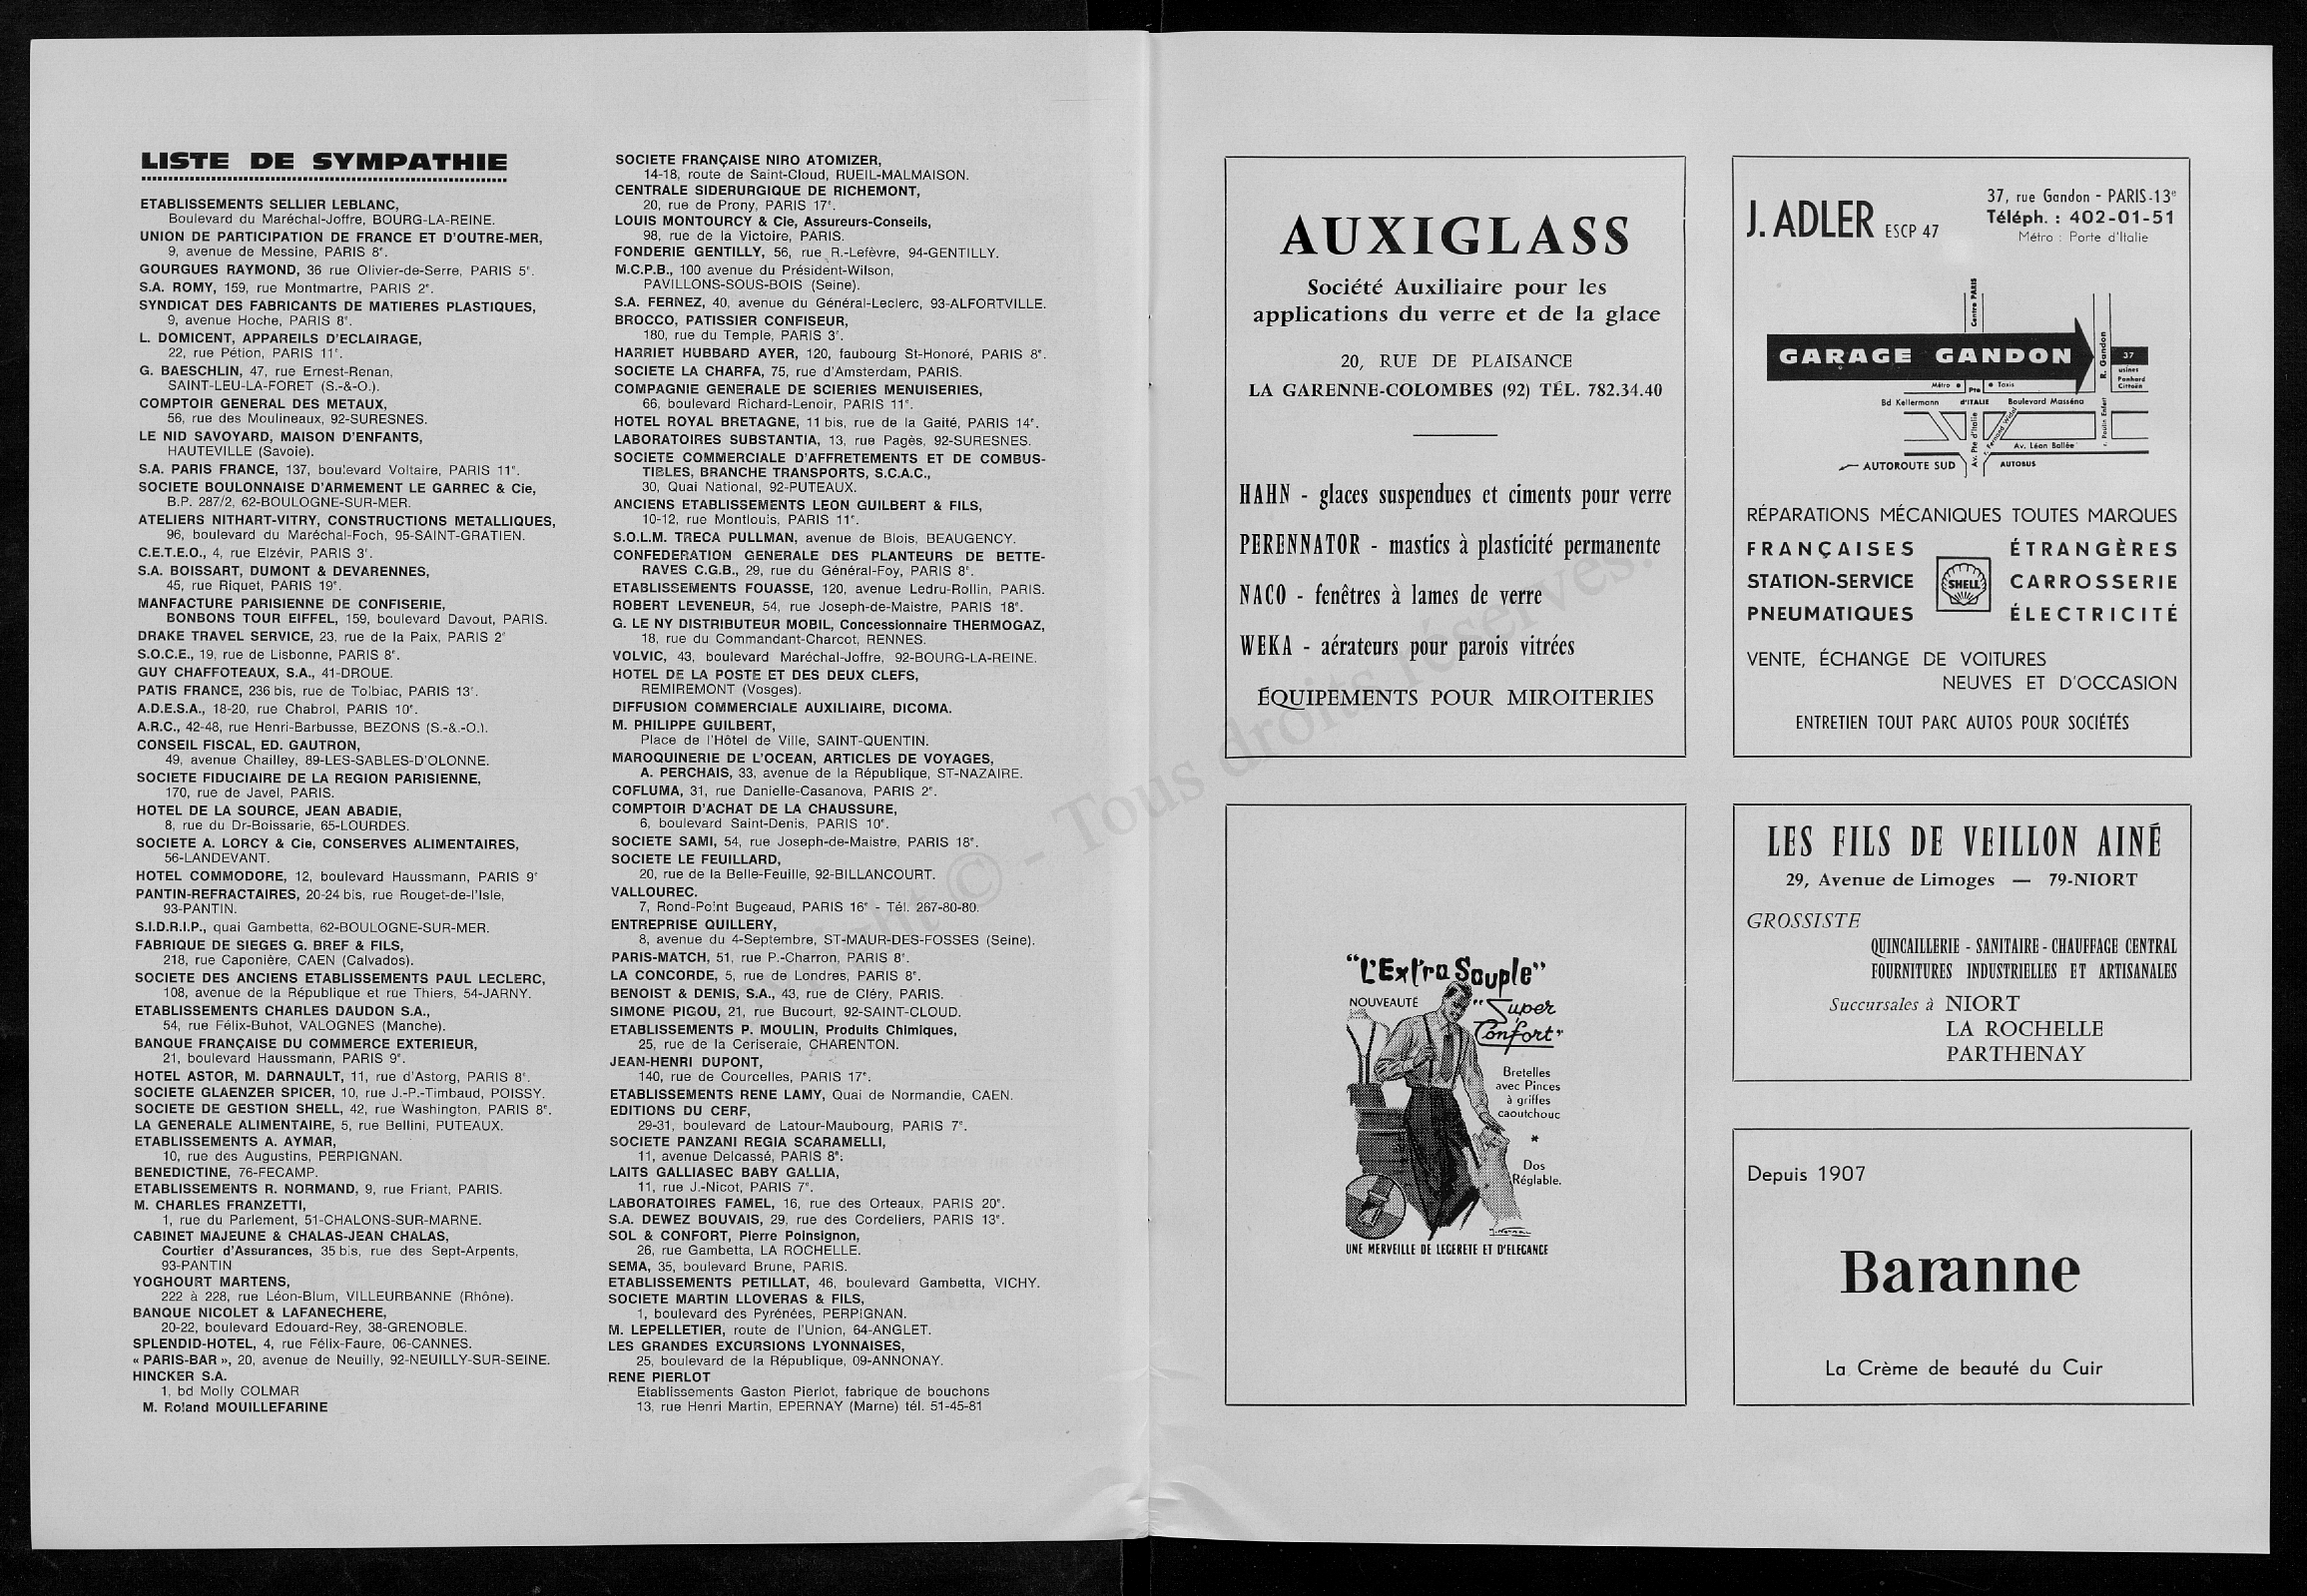 LISTE DE SYMPATHIE
ETABLISSEMENTS SELLIER LEBLANC,
Boulevard du Maréchal-Joffre, BOURG-LA-REINE.
UNION DE PARTICIPATION DE FRANCE ET D'OUTRE-MER,
9, avenue de Messine, PARIS 8e.
GOURGUES RAYMOND, 36 rue Olivier-de-Serre, PARIS 5e.
S.A. ROMY, 159, rue Montmartre, PARIS 2e.
SYNDICAT DES FABRICANTS DE MATIERES PLASTIQUES,
9, avenue Hoche, PARIS 8e.
L. DOMICENT, APPAREILS D'ECLAIRAGE,
22, rue Pétion, PARIS 11e.
G. BAESCHLIN, 47, rue Ernest-Renan,
SAINT-LEU-LA-FORET (S.-&-O.).
COMPTOIR GENERAL DES METAUX,
56, rue des Moulineaux, 92-SURESNES.
LE NID SAVOYARD, MAISON D'ENFANTS,
HAUTEVILLE (Savoie).
S.A. PARIS FRANCE, 137, boulevard Voltaire, PARIS 11e.
SOCIETE BOULONNAISE D'ARMEMENT LE GARREC & Cie,
B.P. 287/2, 62-BOULOGNE-SUR-MER.
ATELIERS NITHART-VITRY, CONSTRUCTIONS METALLIQUES,
96, boulevard du Maréchal-Foch, 95-SAINT-GRATIEN.
C.E.T.E.O., 4, rue Elzévir, PARIS 3e.
S.A. BOISSART, DUMONT & DEVARENNES,
45, rue Riquet, PARIS 19e.
MANFACTURE PARISIENNE DE CONFISERIE,
BONBONS TOUR EIFFEL, 159, boulevard Davout, PARIS.
DRAKE TRAVEL SERVICE, 23, rue de la Paix, PARIS 2e
S.O.C.E., 19, rue de Lisbonne, PARIS 8e.
GUY CHAFFOTEAUX, S.A., 41-DROUE.
PATIS FRANCE, 236 bis, rue de Tolbiac, PARIS 13e.
A.D.E.S.A., 18-20, rue Chabrol, PARIS 10e.
A.R.C., 42-48, rue Henri-Barbusse, BEZONS (S.-&.-O.).
CONSEIL FISCAL, ED. GAUTRON,
49, avenue Chailley, 89-LES-SABLES-D'OLONNE.
SOCIETE FIDUCIAIRE DE LA REGION PARISIENNE,
170, rue de Javel, PARIS.
HOTEL DE LA SOURCE, JEAN ABADIE,
8, rue du Dr-Boissarie, 65-LOURDES.
SOCIETE A. LORCY & Cie, CONSERVES ALIMENTAIRES,
56-LANDEVANT.
HOTEL COMMODORE, 12, boulevard Haussmann, PARIS 9e
PANTIN-REFRACTAIRES, 20-24 bis, rue Rouget-de-l'Isle,
93-PANTIN.
S.I.D.R.I.P., quai Gambetta, 62-BOULOGNE-SUR-MER.
FABRIQUE DE SIEGES G. BREF & FILS,
218, rue Caponière, CAEN (Calvados).
SOCIETE DES ANCIENS ETABLISSEMENTS PAUL LECLERC,
108, avenue de la République et rue Thiers, 54-JARNY.
ETABLISSEMENTS CHARLES DAUDON S.A.,
54, rue Félix-Buhot, VALOGNES (Manche).
BANQUE FRANÇAISE DU COMMERCE EXTERIEUR,
21, boulevard Haussmann, PARIS 9e.
HOTEL ASTOR, M. DARNAULT, 11, rue d'Astorg, PARIS 8e.
SOCIETE GLAENZER SPICER, 10, rue J.-P.-Timbaud, POISSY.
SOCIETE DE GESTION SHELL, 42, rue Washington, PARIS 8e.
LA GENERALE ALIMENTAIRE, 5, rue Bellini, PUTEAUX.
ETABLISSEMENTS A. AYMAR,
10, rue des Augustins, PERPIGNAN.
BENEDICTINE, 76-FECAMP.
ETABLISSEMENTS R. NORMAND, 9, rue Friant, PARIS.
M. CHARLES FRANZETTI,
1, rue du Parlement, 51-CHALONS-SUR-MARNE.
CABINET MAJEUNE & CHALAS-JEAN CHALAS,
Courtier d'Assurances, 35 bis, rue des Sept-Arpents,
93-PANTIN
YOGHOURT MARTENS,
222 à 228, rue Léon-Blum, VILLEURBANNE (Rhône).
BANQUE NICOLET & LAFANECHERE,
20-22, boulevard Edouard-Rey, 38-GRENOBLE.
SPLENDID-HOTEL, 4, rue Félix-Faure, 06-CANNES.
« PARIS-BAR », 20, avenue de Neuilly, 92-NEUILLY-SUR-SEINE.
HINCKER S.A.
1, bd Molly COLMAR
M. Roland MOUILLEFARINE
SOCIETE FRANÇAISE NIRO ATOMIZER,
14-18, route de Saint-Cloud, RUEIL-MALMAISON.
CENTRALE SIDERURGIQUE DE RICHEMONT,
20, rue de Prony, PARIS 17e.
LOUIS MONTOURCY & Cie, Assureurs-Conseils,
98, rue de la Victoire, PARIS.
FONDERIE GENTILLY, 56, rue R.-Lefèvre, 94-GENTILLY.
M.C.P.B., 100 avenue du Président-Wilson,
PAVILLONS-SOUS-BOIS (Seine).
S.A. FERNEZ, 40, avenue du Général-Leclerc, 93-ALFORTVILLE.
BROCCO, PATISSIER CONFISEUR,
180, rue du Temple, PARIS 3e.
HARRIET HUBBARD AYER, 120, faubourg St-Honoré, PARIS 8e.
SOCIETE LA CHARFA, 75, rue d'Amsterdam, PARIS.
COMPAGNIE GENERALE DE SCIERIES MENUISERIES,
66, boulevard Richard-Lenoir, PARIS 11e.
HOTEL ROYAL BRETAGNE, 11 bis, rue de la Gaité, PARIS 14e.
LABORATOIRES SUBSTANTIA, 13, rue Pagès, 92-SURESNES.
SOCIETE COMMERCIALE D'AFFRETEMENTS ET DE COMBUS-
TIBLES, BRANCHE TRANSPORTS, S.C.A.C.,
30, Quai National, 92-PUTEAUX.
ANCIENS ETABLISSEMENTS LEON GUILBERT & FILS,
10-12, rue Montlouis, PARIS 11e.
S.O.L.M. TRECA PULLMAN, avenue de Blois, BEAUGENCY.
CONFEDERATION GENERALE DES PLANTEURS DE BETTE-
RAVES C.G.B., 29, rue du Général-Foy, PARIS 8e.
ETABLISSEMENTS FOUASSE, 120, avenue Ledru-Rollin, PARIS.
ROBERT LEVENEUR, 54, rue Joseph-de-Maistre, PARIS 18e.
G. LE NY DISTRIBUTEUR MOBIL, Concessionnaire THERMOGAZ,
18, rue du Commandant-Charcot, RENNES.
VOLVIC, 43, boulevard Maréchal-Joffre, 92-BOURG-LA-REINE.
HOTEL DE LA POSTE ET DES DEUX CLEFS,
REMIREMONT (Vosges).
DIFFUSION COMMERCIALE AUXILIAIRE, DICOMA.
M. PHILIPPE GUILBERT,
Place de l'Hôtel de Ville, SAINT-QUENTIN.
MAROQUINERIE DE L'OCEAN, ARTICLES DE VOYAGES,
A. PERCHAIS, 33, avenue de la République, ST-NAZAIRE.
COFLUMA, 31, rue Danielle-Casanova, PARIS 2e.
COMPTOIR D'ACHAT DE LA CHAUSSURE,
6, boulevard Saint-Denis, PARIS 10e.
SOCIETE SAMI, 54, rue Joseph-de-Maistre, PARIS 18e.
SOCIETE LE FEUILLARD,
20, rue de la Belle-Feuille, 92-BILLANCOURT.
VALLOUREC.
7, Rond-Point Bugeaud, PARIS 16e - Tél. 267-80-80.
ENTREPRISE QUILLERY,
8, avenue du 4-Septembre, ST-MAUR-DES-FOSSES (Seine).
PARIS-MATCH, 51, rue P.-Charron, PARIS 8e.
LA CONCORDE, 5, rue de Londres, PARIS 8e.
BENOIST & DENIS, S.A., 43, rue de Cléry, PARIS.
SIMONE PIGOU, 21, rue Bucourt, 92-SAINT-CLOUD.
ETABLISSEMENTS P. MOULIN, Produits Chimiques,
25, rue de la Ceriseraie, CHARENTON.
JEAN-HENRI DUPONT,
140, rue de Courcelles, PARIS 17e.
ETABLISSEMENTS RENE LAMY, Quai de Normandie, CAEN.
EDITIONS DU CERF,
29-31, boulevard de Latour-Maubourg, PARIS 7e.
SOCIETE PANZANI REGIA SCARAMELLI,
11, avenue Delcassé, PARIS 8e.
LAITS GALLIASEC BABY GALLIA,
11, rue J.-Nicot, PARIS 7e.
LABORATOIRES FAMEL, 16, rue des Orteaux, PARIS 20e.
S.A. DEWEZ BOUVAIS, 29, rue des Cordeliers, PARIS 13e.
SOL & CONFORT, Pierre Poinsignon,
26, rue Gambetta, LA ROCHELLE.
SEMA, 35, boulevard Brune, PARIS.
ETABLISSEMENTS PETILLAT, 46, boulevard Gambetta, VICHY.
SOCIETE MARTIN LLOVERAS & FILS,
1, boulevard des Pyrénées, PERPIGNAN.
M. LEPELLETIER, route de l'Union, 64-ANGLET.
LES GRANDES EXCURSIONS LYONNAISES,
25, boulevard de la République, 09-ANNONAY.
RENE PIERLOT
Etablissements Gaston Pierlot, fabrique de bouchons
13, rue Henri Martin, EPERNAY (Marne) tél. 51-45-81
AUXIGLASS
Société Auxiliaire pour les
applications du verre et de la glace
20, RUE DE PLAISANCE
LA GARENNE-COLOMBES (92) TÉL. 782.34.40
HAHN - glaces suspendues et ciments pour verre
PERENNATOR - mastics à plasticité permanente
NACO - fenêtres à lames de verre
WEKA - aérateurs pour parois vitrées
ÉQUIPEMENTS POUR MIROITERIES
J. ADLER ESCP 47
37, rue Gandon - PARIS-13e
Téléph. : 402-01-51
Métro : Porte d'Italie
Centre PARIS
GARAGE GANDON
R. Gandon
37
usines
Panhard
Citroën
Métro
Pte
Taxis
Bd Kellermann d'ITALIE Boulevard Masséna
Av. Pte d'Italie
Fernand Widal
r. Paulin Enfert
Av. Léon Bollée
AUTOROUTE SUD
AUTOBUS
RÉPARATIONS MÉCANIQUES TOUTES MARQUES
FRANÇAISES ÉTRANGÈRES
STATION-SERVICE SHELL CARROSSERIE
PNEUMATIQUES ÉLECTRICITÉ
VENTE, ÉCHANGE DE VOITURES
NEUVES ET D'OCCASION
ENTRETIEN TOUT PARC AUTOS POUR SOCIÉTÉS
"L'Extra Souple"
NOUVEAUTÉ
"Super
Confort"
Bretelles
avec Pinces
à griffes
caoutchouc
*
Dos
Réglable.
UNE MERVEILLE DE LEGERETE ET D'ELEGANCE
LES FILS DE VEILLON AINÉ
29, Avenue de Limoges — 79-NIORT
GROSSISTE
QUINCAILLERIE - SANITAIRE - CHAUFFAGE CENTRAL
FOURNITURES INDUSTRIELLES ET ARTISANALES
Succursales à NIORT
LA ROCHELLE
PARTHENAY
Depuis 1907
Baranne
La Crème de beauté du Cuir
Copyright © - Tous droits réservés.